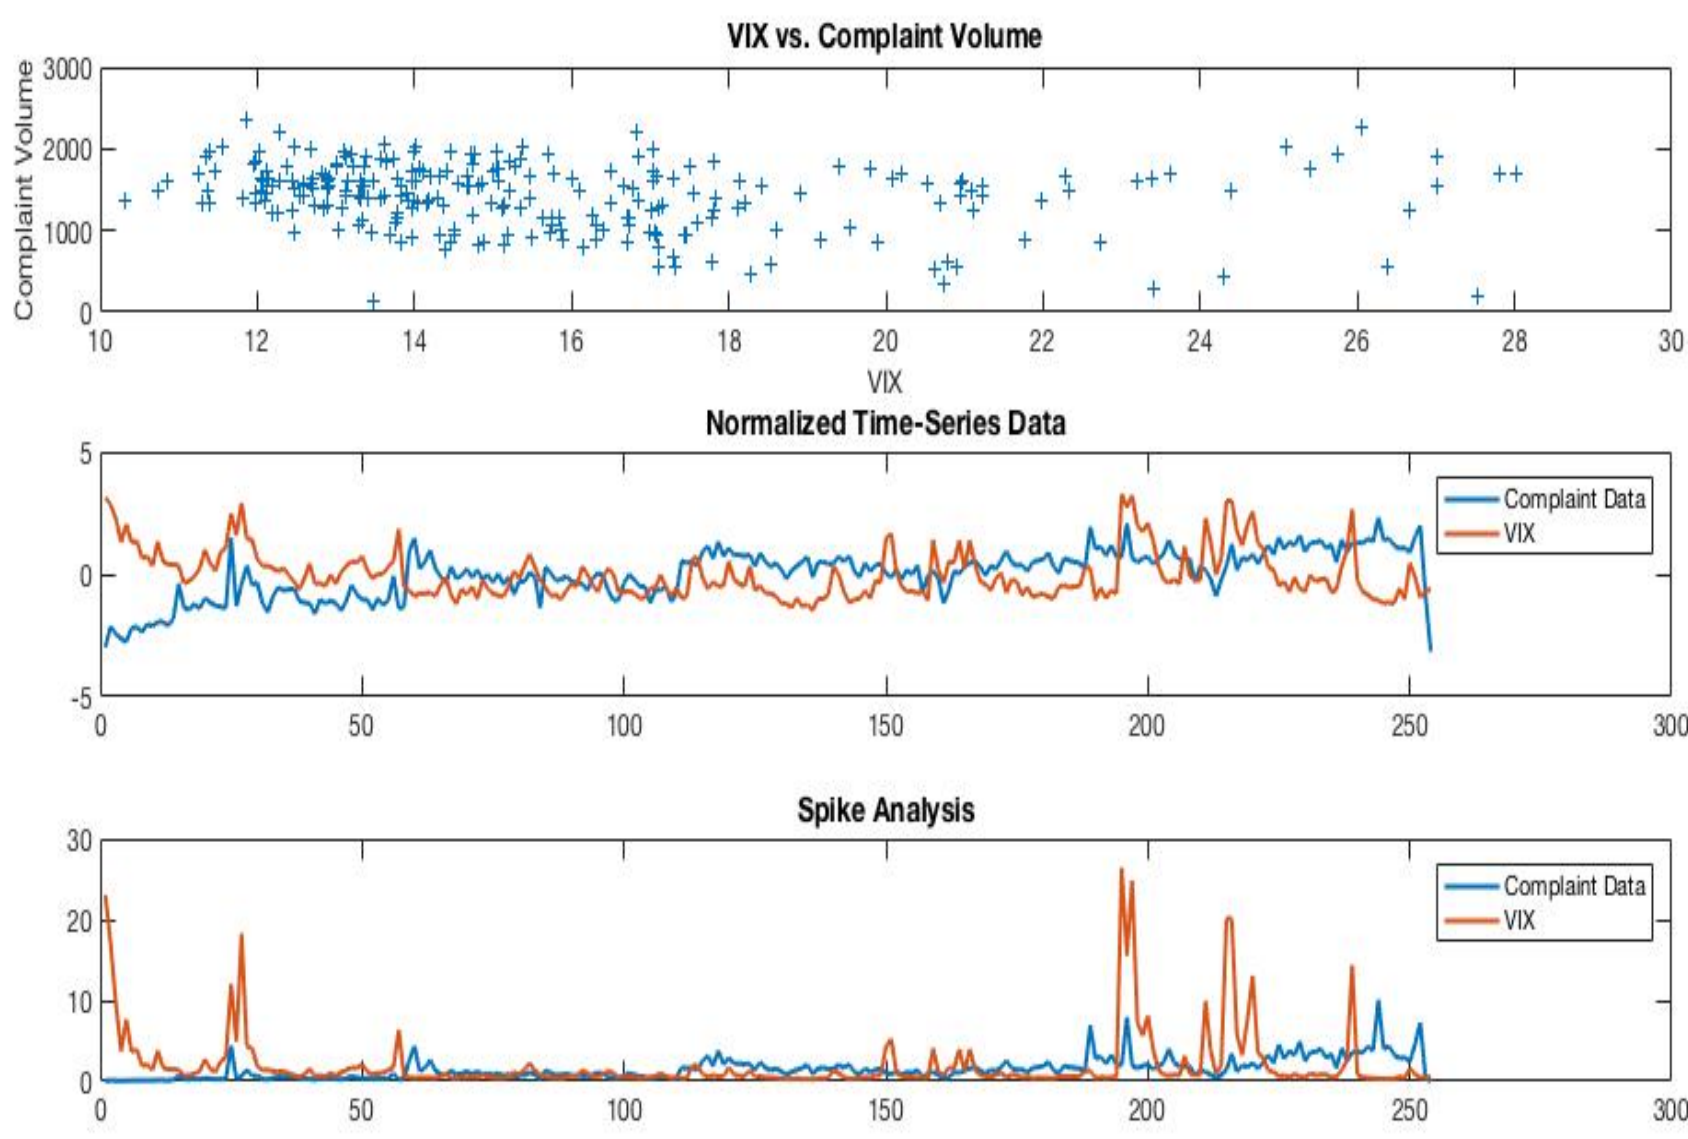 VIX vs. Complaint Volume
Complaint Volume
3000
2000
1000
0
10 12 14 16 18 20 22 24 26 28 30
VIX
Normalized Time-Series Data
5
0
-5
Complaint Data
VIX
0 50 100 150 200 250 300
Spike Analysis
30
20
10
0
Complaint Data
VIX
0 50 100 150 200 250 300